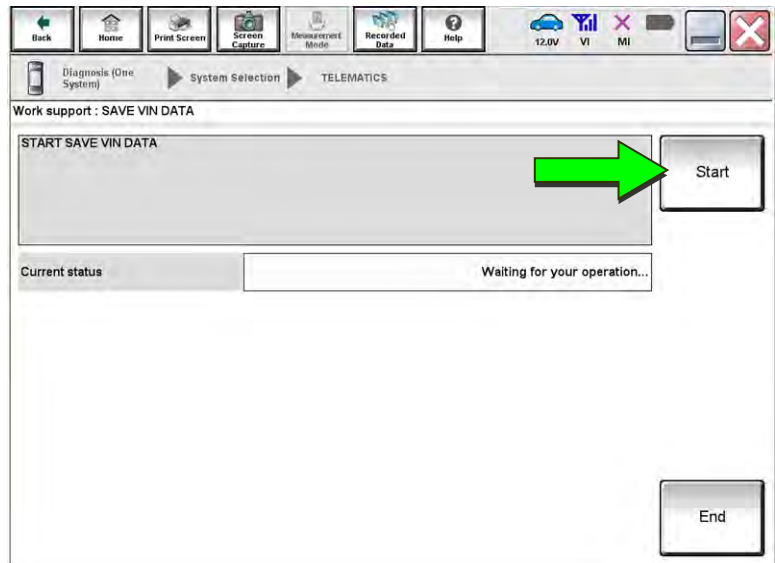 Back
Home
Print Screen
Screen Capture
Measurement Mode
Recorded Data
Help
12.0V VI MI
Diagnosis (One System)
System Selection
TELEMATICS
Work support : SAVE VIN DATA
START SAVE VIN DATA
Start
Current status
Waiting for your operation...
End